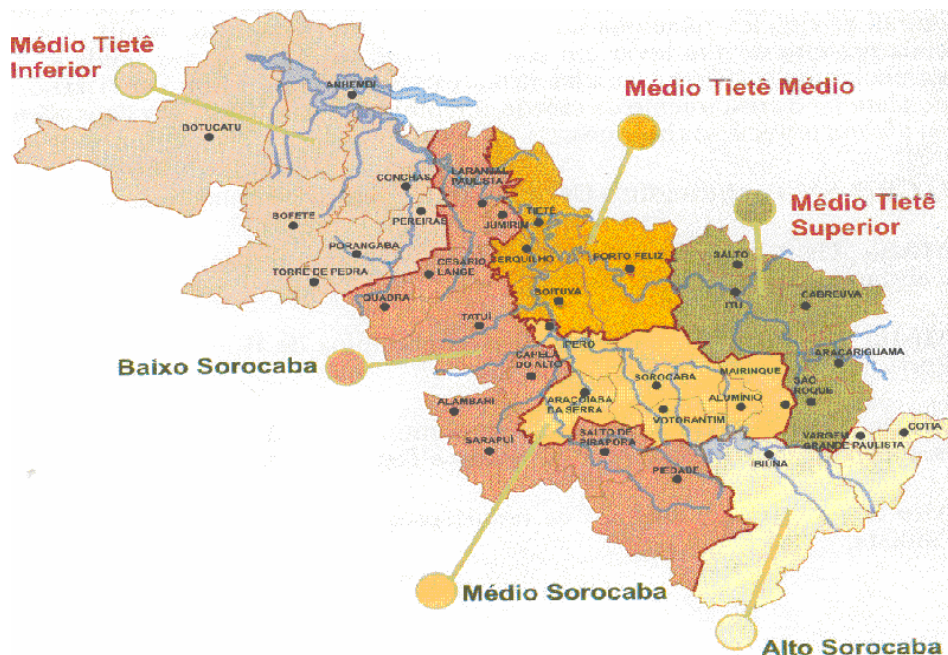 Médio Tietê
Inferior
ANHEMBI
BOTUCATU
Médio Tietê Médio
CONCHAS
LARANJAL
PAULISTA
BOFETE
PEREIRAS
JUMIRIM
TIETÊ
Médio Tietê
Superior
PORANGABA
CESÁRIO
LANGE
CERQUILHO
PORTO FELIZ
SALTO
TORRE DE PEDRA
QUADRA
BOITUVA
ITÚ
CABREUVA
TATUÍ
IPERÓ
ARAÇARIGUAMA
Baixo Sorocaba
CAPELA
DO ALTO
SOROCABA
MAIRINQUE
SÃO
ROQUE
ALAMBARI
ARAÇOIABA
DA SERRA
VOTORANTIM
ALUMÍNIO
SARAPUÍ
SALTO DE
PIRAPORA
VARGEM
GRANDE PAULISTA
COTIA
PIEDADE
IBIÚNA
Médio Sorocaba
Alto Sorocaba